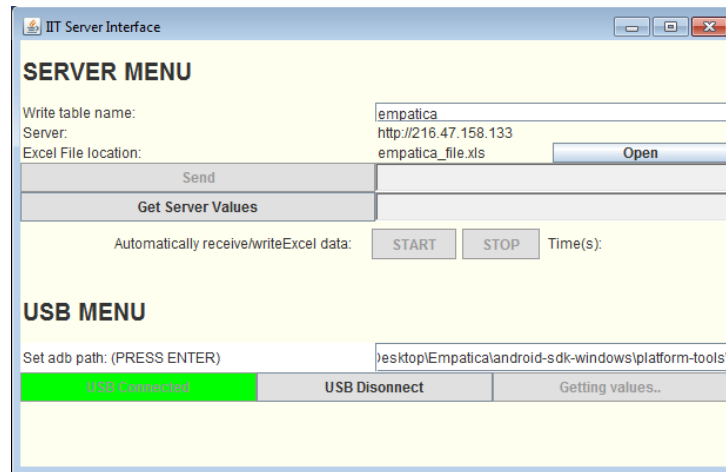 IIT Server Interface
SERVER MENU
Write table name: empatica
Server: http://216.47.158.133
Excel File location: empatica_file.xls Open
Send
Get Server Values
Automatically receive/writeExcel data: START STOP Time(s):
USB MENU
Set adb path: (PRESS ENTER) )esktop\Empatica\android-sdk-windows\platform-tools\
USB Connected USB Disonnect Getting values..